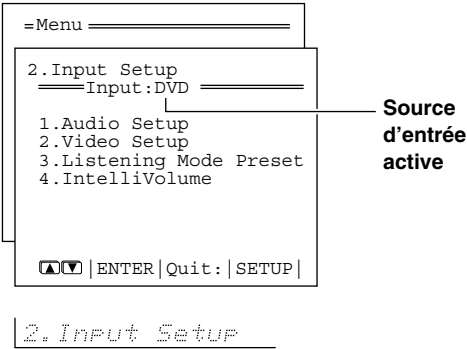 =Menu
2.Input Setup
Input:DVD
1.Audio Setup
2.Video Setup
3.Listening Mode Preset
4.IntelliVolume
▲▼|ENTER|Quit:|SETUP|
Source
d'entrée
active
2.Input Setup